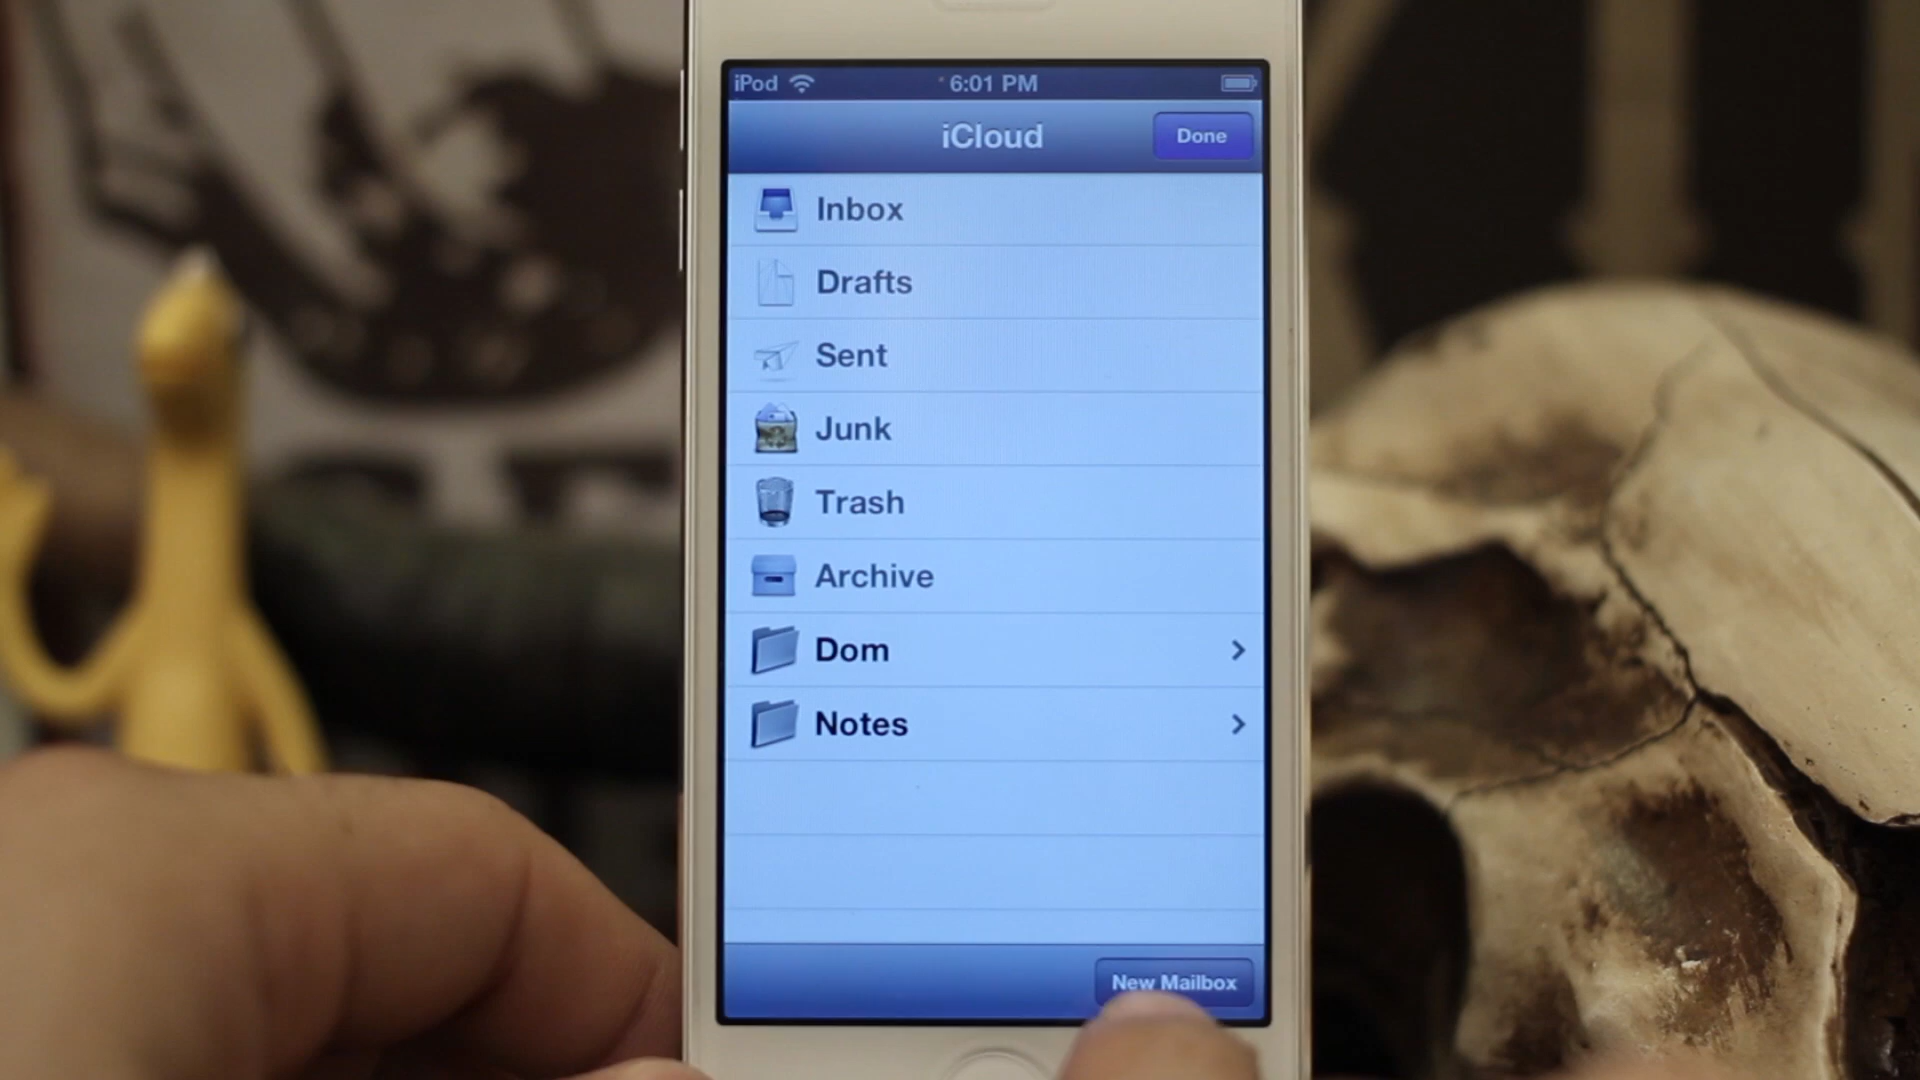 iPod 6:01 PM
iCloud Done
Inbox
Drafts
Sent
Junk
Trash
Archive
Dom
Notes
New Mailbox